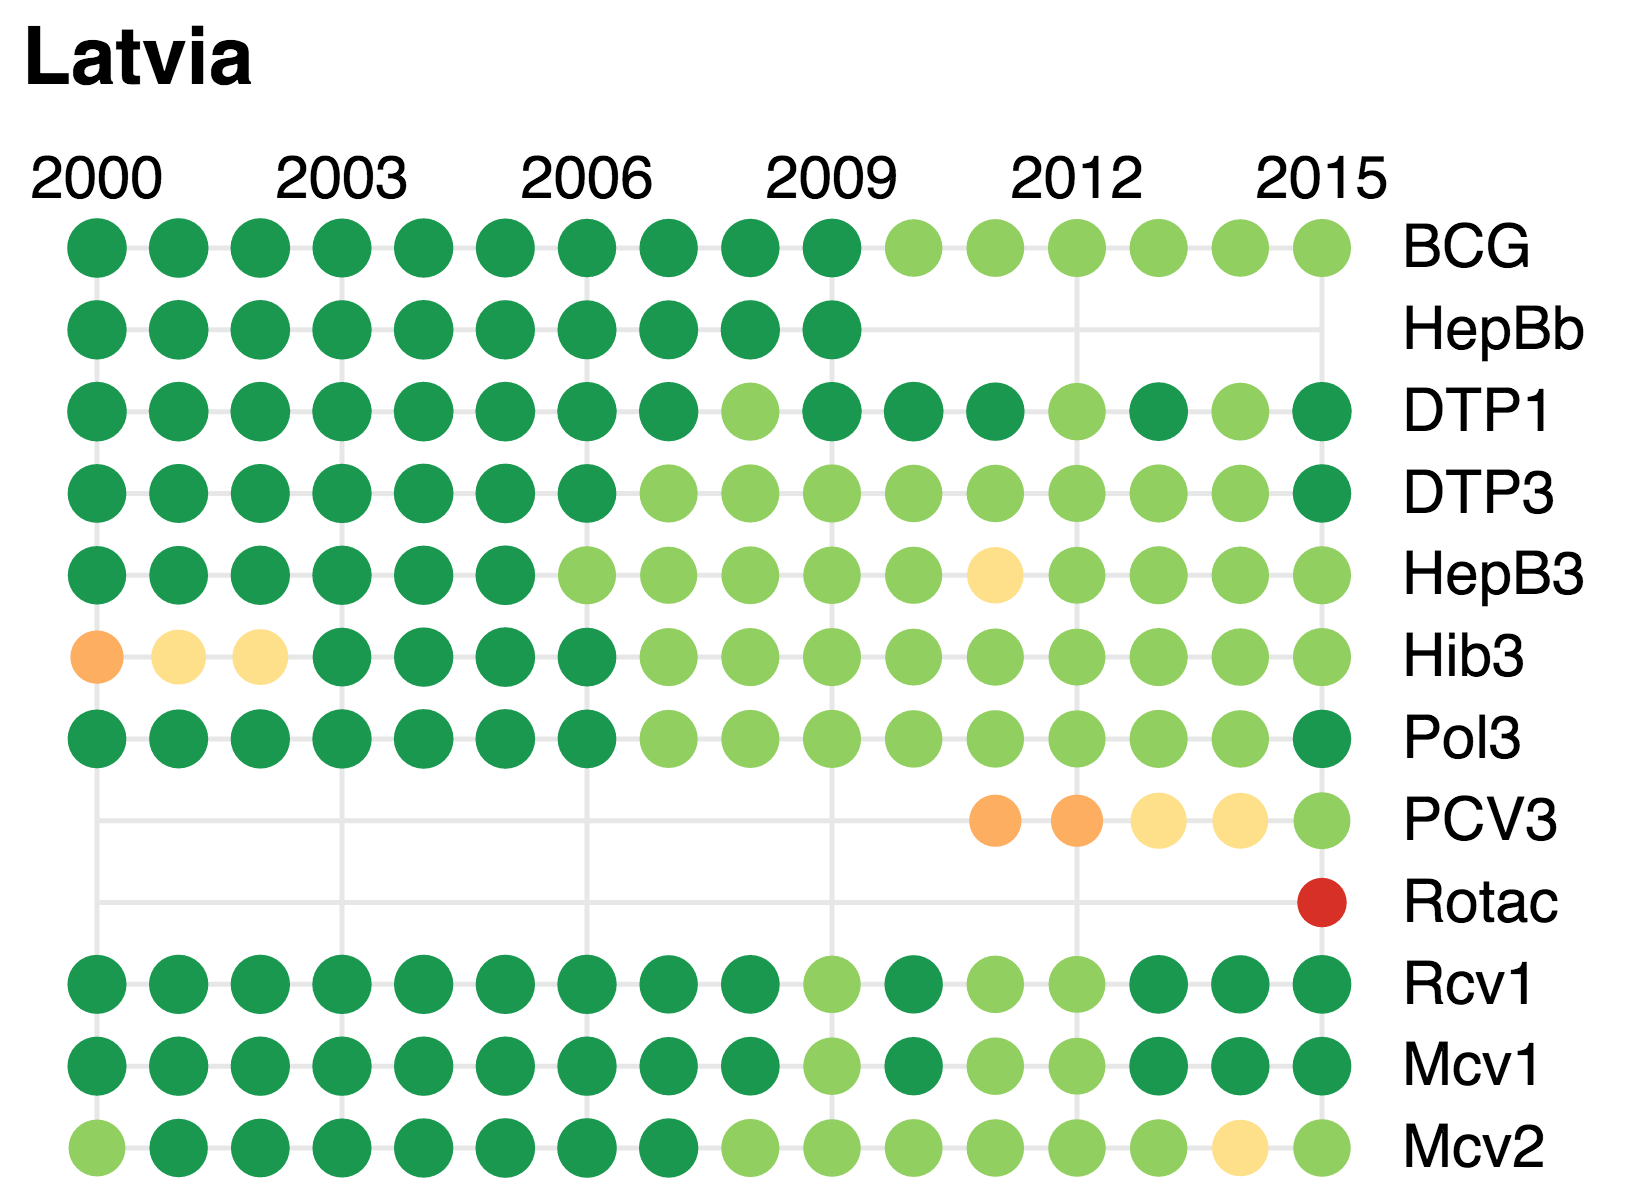 Latvia
2000 2003 2006 2009 2012 2015
BCG
HepBb
DTP1
DTP3
HepB3
Hib3
Pol3
PCV3
Rotac
Rcv1
Mcv1
Mcv2